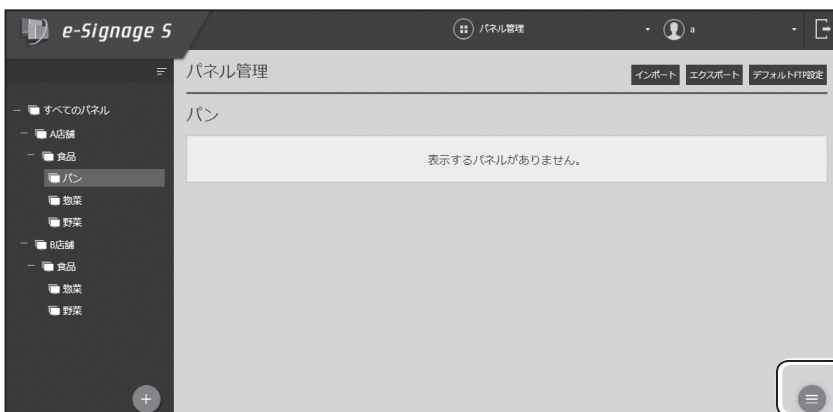 e-Signage S
パネル管理
a
パネル管理
インポート エクスポート デフォルトFTP設定
すべてのパネル
A店舗
食品
パン
惣菜
野菜
B店舗
食品
惣菜
野菜
パン
表示するパネルがありません。